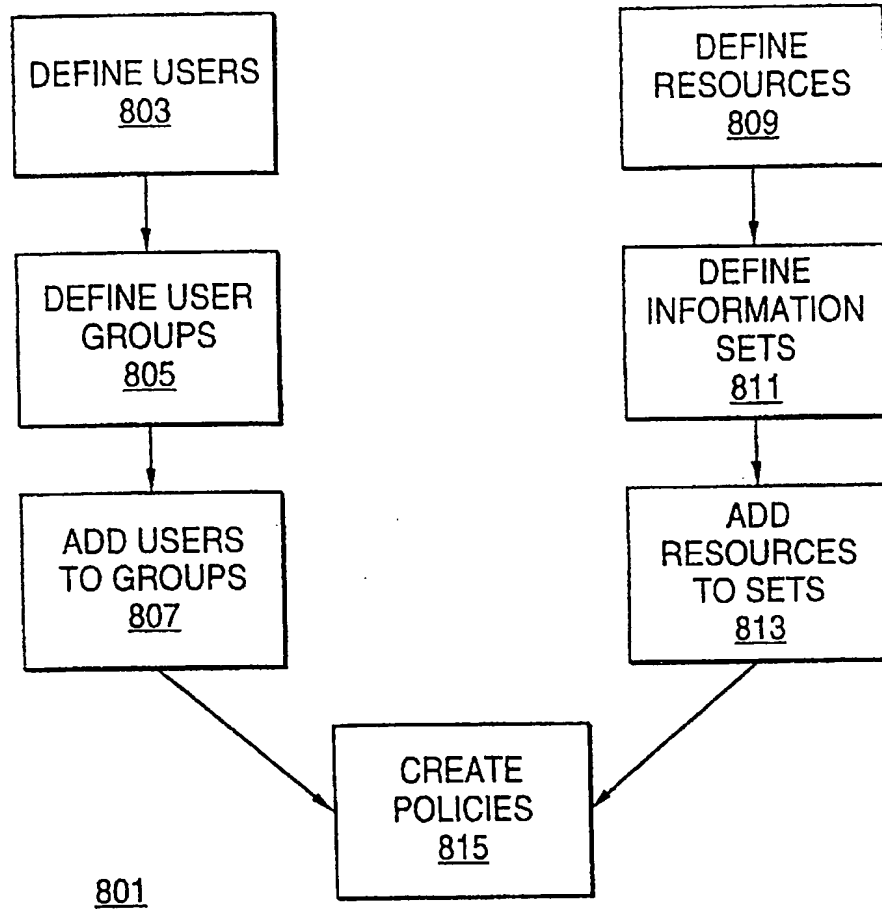 DEFINE USERS
803
DEFINE
RESOURCES
809
DEFINE USER
GROUPS
805
DEFINE
INFORMATION
SETS
811
ADD USERS
TO GROUPS
807
ADD
RESOURCES
TO SETS
813
CREATE
POLICIES
815
801